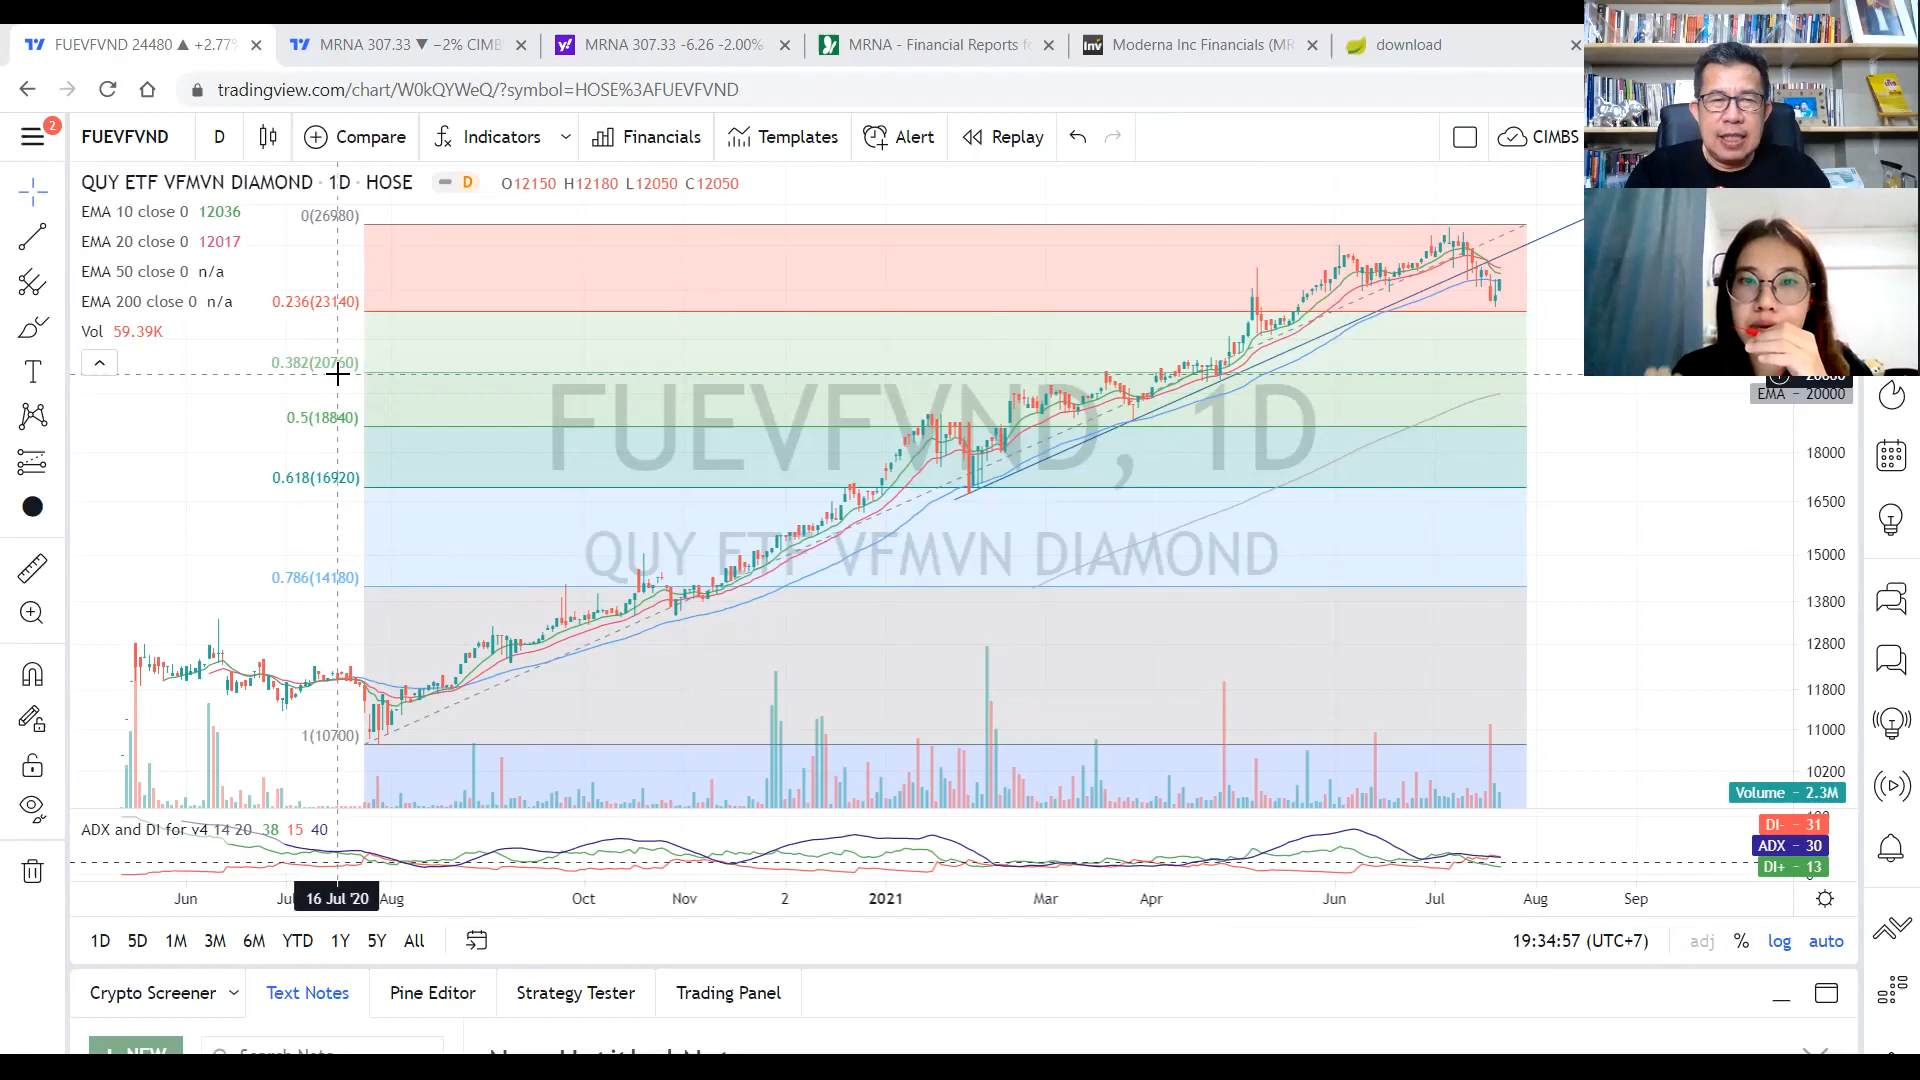 FUEVFVND 24480 ▲ +2.77%
MRNA 307.33 ▼ −2% CIMB
MRNA 307.33 -6.26 -2.00%
MRNA - Financial Reports fo
Moderna Inc Financials (MR
download
tradingview.com/chart/W0kQYWeQ/?symbol=HOSE%3AFUEVFVND
2
FUEVFVND
D
Compare
Indicators
Financials
Templates
Alert
Replay
CIMBS
QUY ETF VFMVN DIAMOND · 1D · HOSE
D
O12150 H12180 L12050 C12050
EMA 10 close 0 12036
EMA 20 close 0 12017
EMA 50 close 0 n/a
EMA 200 close 0 n/a
Vol 59.39K
0(26980)
0.236(23140)
0.382(20760)
0.5(18840)
0.618(16920)
0.786(14180)
1(10700)
FUEVFVND, 1D
QUY ETF VFMVN DIAMOND
EMA − 20000
18000
16500
15000
13800
12800
11800
11000
10200
Volume − 2.3M
ADX and DI for v4 14 20 38 15 40
DI- − 31
ADX − 30
DI+ − 13
Jun
16 Jul '20
Aug
Oct
Nov
2
2021
Mar
Apr
Jun
Jul
Aug
Sep
1D 5D 1M 3M 6M YTD 1Y 5Y All
19:34:57 (UTC+7)
adj % log auto
Crypto Screener
Text Notes
Pine Editor
Strategy Tester
Trading Panel